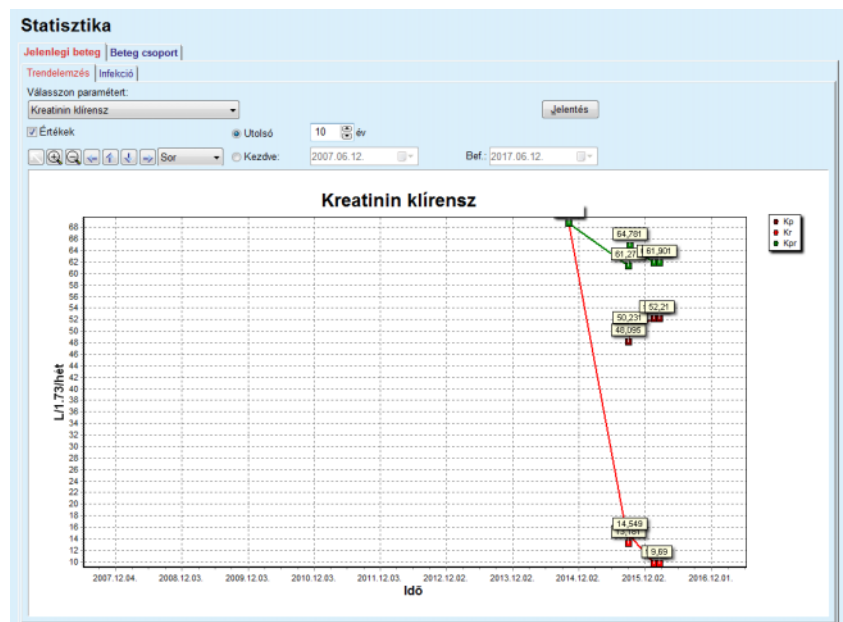 Statisztika
Jelenlegi beteg Beteg csoport
Trendelemzés Infekció
Válasszon paramétert:
Kreatinin klírensz Jelentés
Értékek Utolsó 10 év
Sor Kezdve: 2007.06.12. Bef.: 2017.06.12.
Kreatinin klírensz
Kp
Kr
Kpr
68
66
64
62
60
58
56
54
52
50
48
46
44
42
40
38
36
34
32
30
28
26
24
22
20
18
16
14
12
10
L/1.73/hét
64,781
61,27
61,901
52,21
50,231
48,095
14,549
9,69
2007.12.04. 2008.12.03. 2009.12.03. 2010.12.03. 2011.12.03. 2012.12.02. 2013.12.02. 2014.12.02. 2015.12.02. 2016.12.01.
Idő